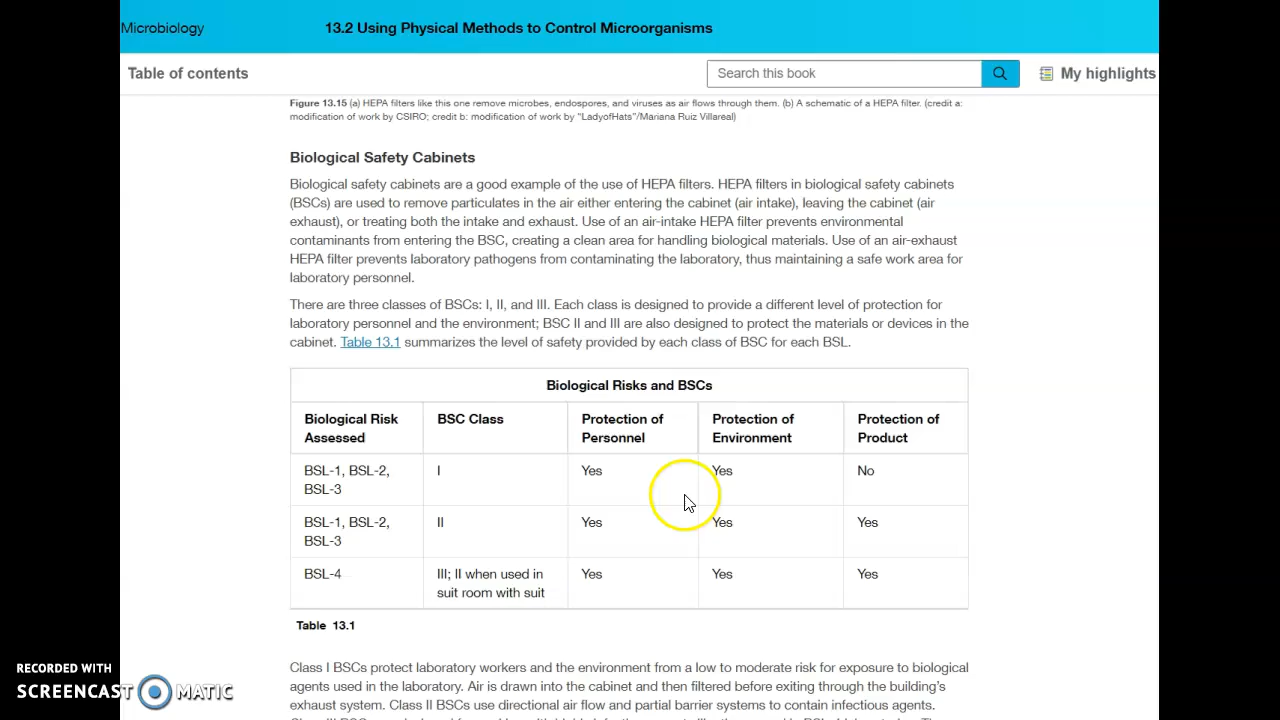 Microbiology
13.2 Using Physical Methods to Control Microorganisms
Table of contents
Search this book
My highlights
Figure 13.15 (a) HEPA filters like this one remove microbes, endospores, and viruses as air flows through them. (b) A schematic of a HEPA filter. (credit a:
modification of work by CSIRO; credit b: modification of work by "LadyofHats"/Mariana Ruiz Villareal)
Biological Safety Cabinets
Biological safety cabinets are a good example of the use of HEPA filters. HEPA filters in biological safety cabinets
(BSCs) are used to remove particulates in the air either entering the cabinet (air intake), leaving the cabinet (air
exhaust), or treating both the intake and exhaust. Use of an air-intake HEPA filter prevents environmental
contaminants from entering the BSC, creating a clean area for handling biological materials. Use of an air-exhaust
HEPA filter prevents laboratory pathogens from contaminating the laboratory, thus maintaining a safe work area for
laboratory personnel.
There are three classes of BSCs: I, II, and III. Each class is designed to provide a different level of protection for
laboratory personnel and the environment; BSC II and III are also designed to protect the materials or devices in the
cabinet. Table 13.1 summarizes the level of safety provided by each class of BSC for each BSL.
Biological Risks and BSCs
Biological Risk Assessed
BSC Class
Protection of Personnel
Protection of Environment
Protection of Product
BSL-1, BSL-2, BSL-3
I
Yes
Yes
No
BSL-1, BSL-2, BSL-3
II
Yes
Yes
Yes
BSL-4
III; II when used in suit room with suit
Yes
Yes
Yes
Table 13.1
Class I BSCs protect laboratory workers and the environment from a low to moderate risk for exposure to biological
agents used in the laboratory. Air is drawn into the cabinet and then filtered before exiting through the building's
exhaust system. Class II BSCs use directional air flow and partial barrier systems to contain infectious agents.
RECORDED WITH
SCREENCAST MATIC